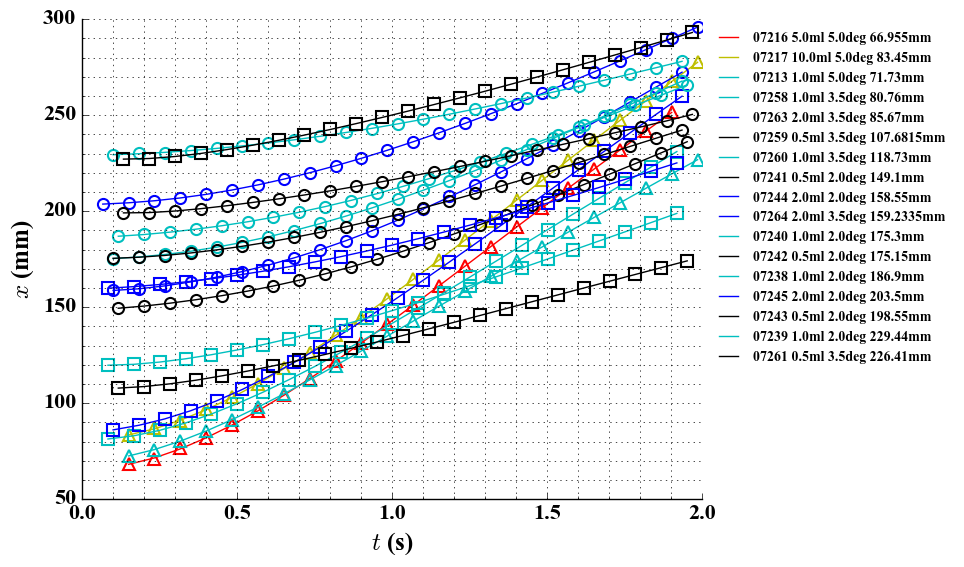 300
250
200
150
100
50
x (mm)
0.0 0.5 1.0 1.5 2.0
t (s)
07216 5.0ml 5.0deg 66.955mm
07217 10.0ml 5.0deg 83.45mm
07213 1.0ml 5.0deg 71.73mm
07258 1.0ml 3.5deg 80.76mm
07263 2.0ml 3.5deg 85.67mm
07259 0.5ml 3.5deg 107.6815mm
07260 1.0ml 3.5deg 118.73mm
07241 0.5ml 2.0deg 149.1mm
07244 2.0ml 2.0deg 158.55mm
07264 2.0ml 3.5deg 159.2335mm
07240 1.0ml 2.0deg 175.3mm
07242 0.5ml 2.0deg 175.15mm
07238 1.0ml 2.0deg 186.9mm
07245 2.0ml 2.0deg 203.5mm
07243 0.5ml 2.0deg 198.55mm
07239 1.0ml 2.0deg 229.44mm
07261 0.5ml 3.5deg 226.41mm